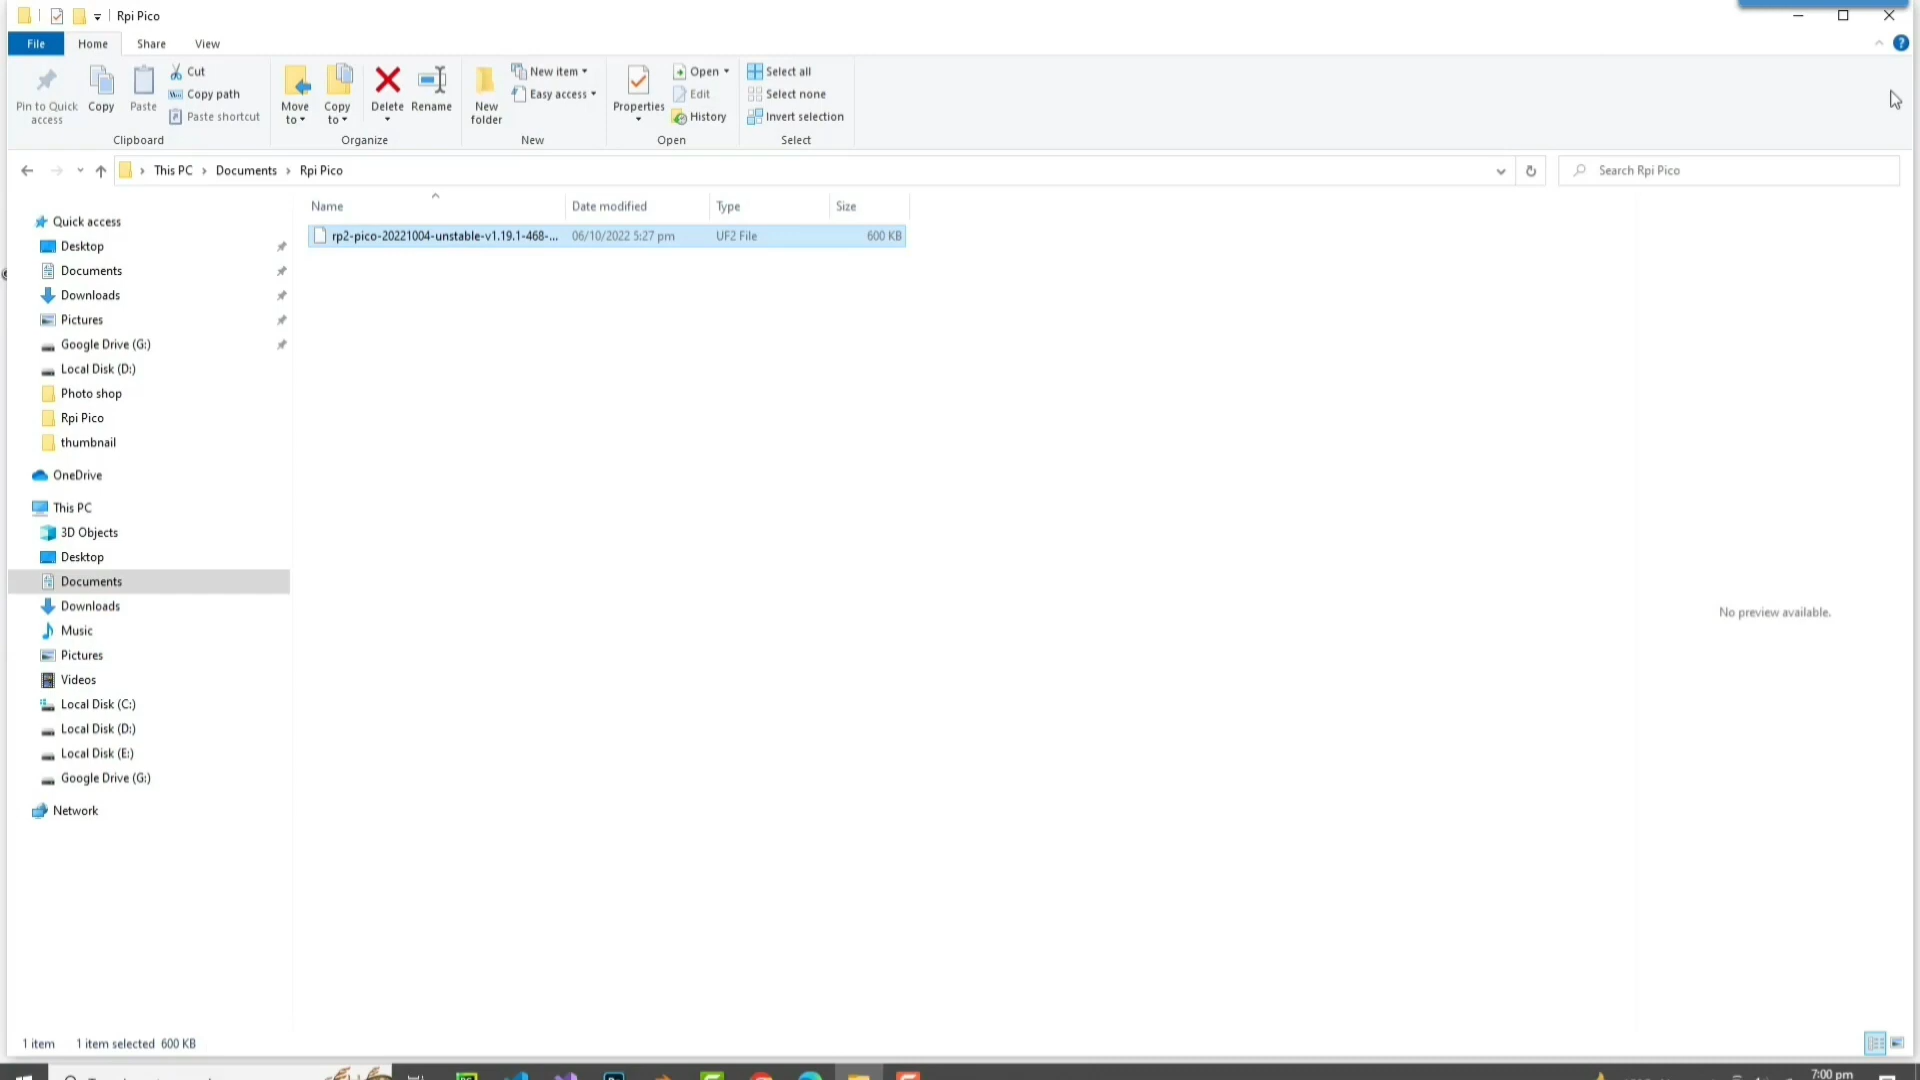 Rpi Pico
File Home Share View
Pin to Quick access
Copy
Paste
Cut
Copy path
Paste shortcut
Clipboard
Move to
Copy to
Delete
Rename
Organize
New folder
New item
Easy access
New
Properties
Open
Edit
History
Open
Select all
Select none
Invert selection
Select
This PC > Documents > Rpi Pico
Search Rpi Pico
Name Date modified Type Size
rp2-pico-20221004-unstable-v1.19.1-468-... 06/10/2022 5:27 pm UF2 File 600 KB
Quick access
Desktop
Documents
Downloads
Pictures
Google Drive (G:)
Local Disk (D:)
Photo shop
Rpi Pico
thumbnail
OneDrive
This PC
3D Objects
Desktop
Documents
Downloads
Music
Pictures
Videos
Local Disk (C:)
Local Disk (D:)
Local Disk (E:)
Google Drive (G:)
Network
No preview available.
1 item 1 item selected 600 KB
7:00 pm